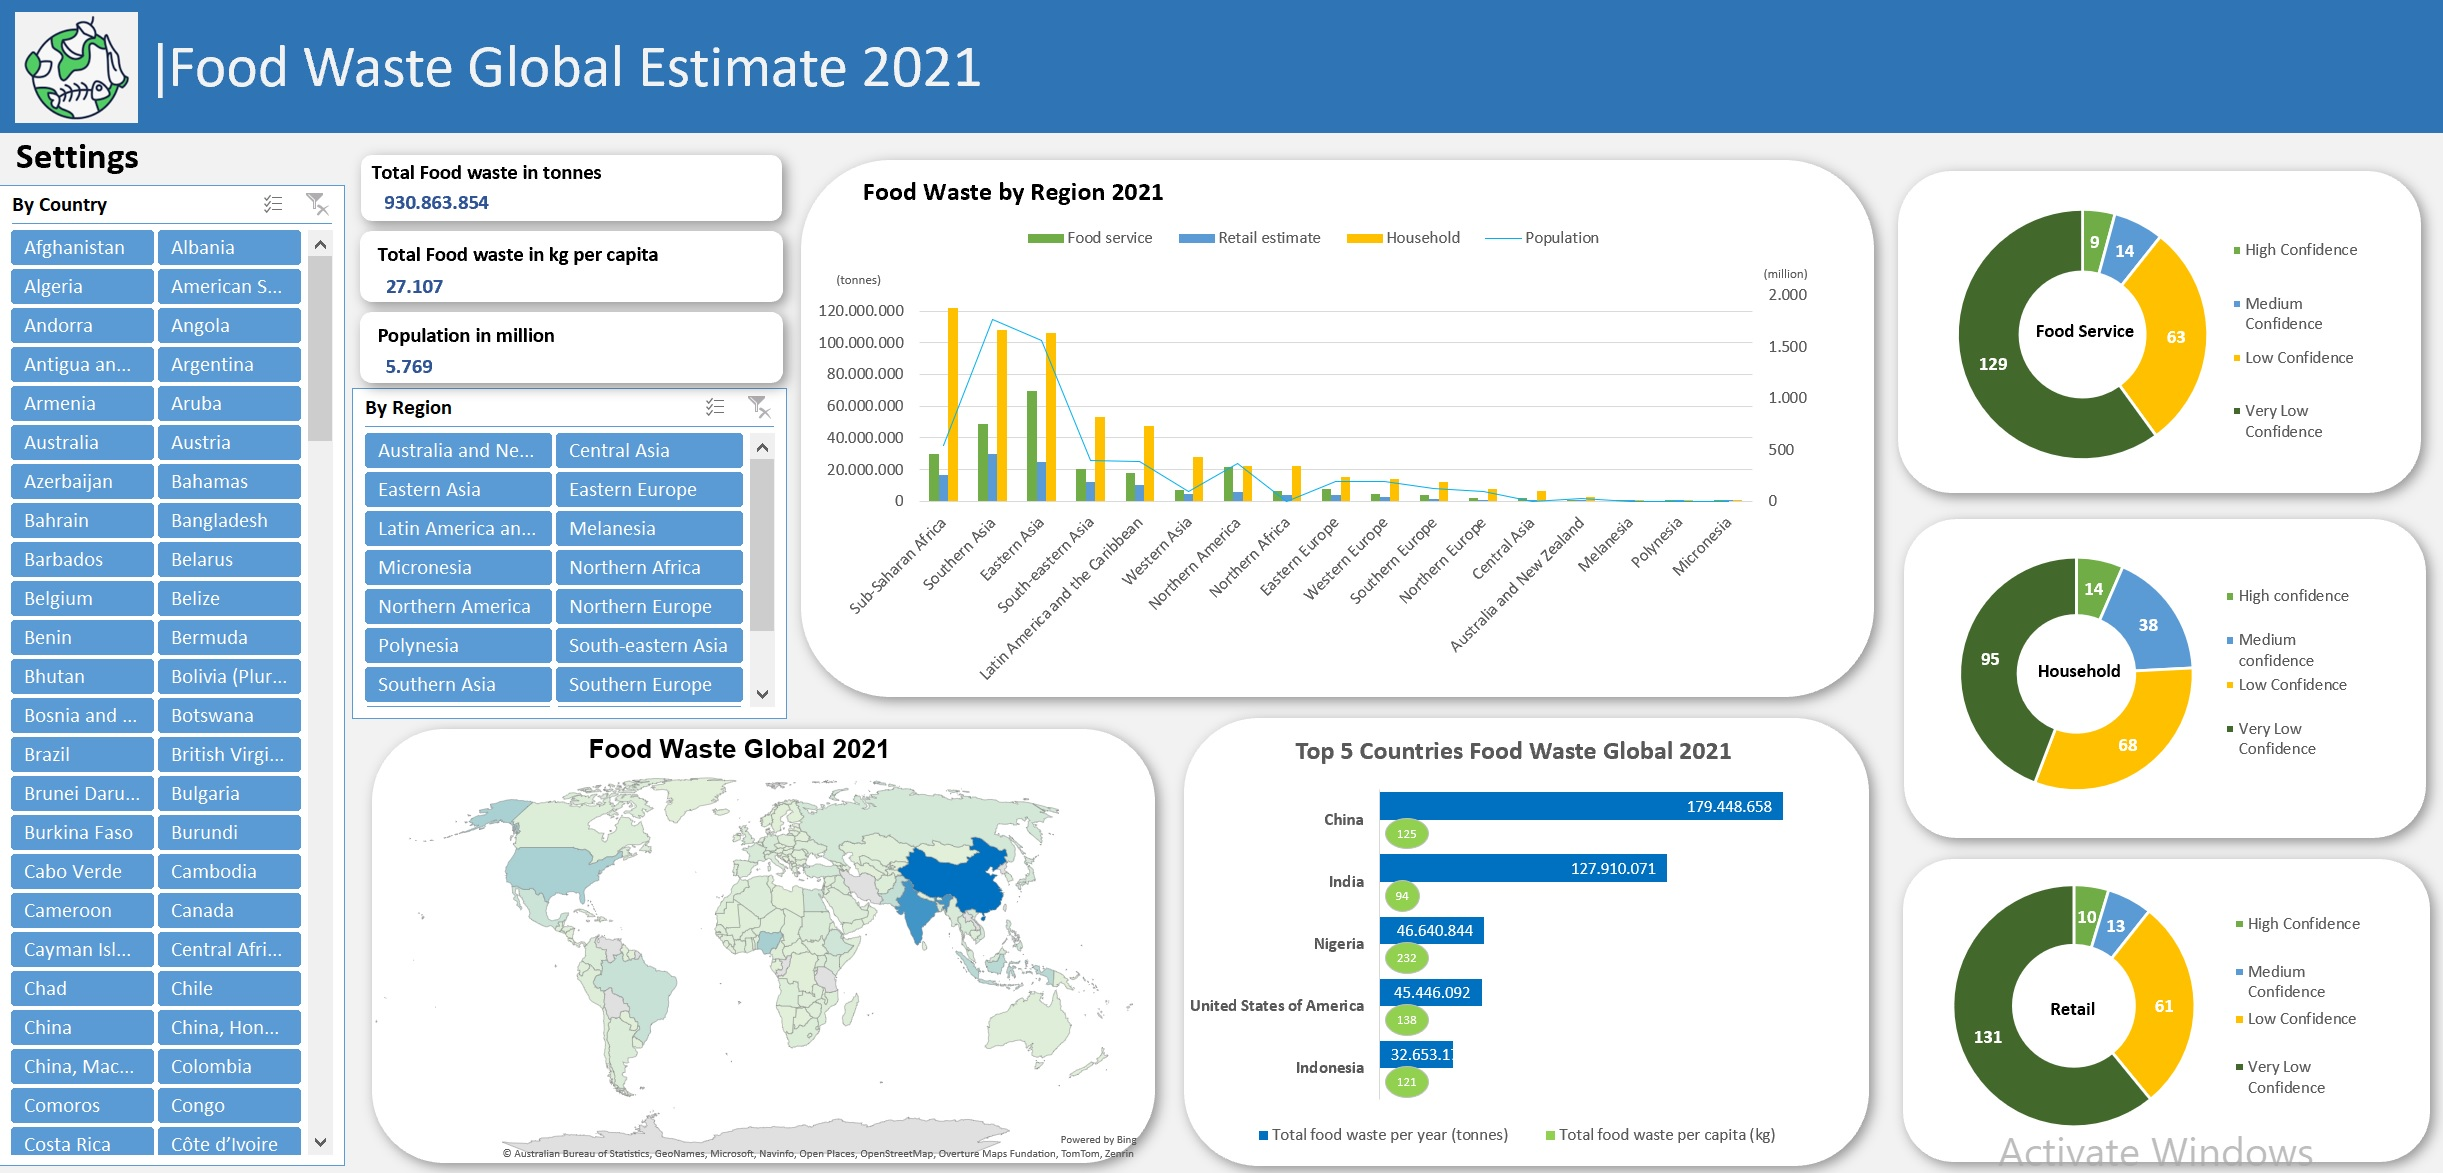 |Food Waste Global Estimate 2021
Settings
By Country
Afghanistan
Albania
Algeria
American S...
Andorra
Angola
Antigua an...
Argentina
Armenia
Aruba
Australia
Austria
Azerbaijan
Bahamas
Bahrain
Bangladesh
Barbados
Belarus
Belgium
Belize
Benin
Bermuda
Bhutan
Bolivia (Plur...
Bosnia and ...
Botswana
Brazil
British Virgi...
Brunei Daru...
Bulgaria
Burkina Faso
Burundi
Cabo Verde
Cambodia
Cameroon
Canada
Cayman Isl...
Central Afri...
Chad
Chile
China
China, Hon...
China, Mac...
Colombia
Comoros
Congo
Costa Rica
Côte d'Ivoire
Total Food waste in tonnes
930.863.854
Total Food waste in kg per capita
27.107
Population in million
5.769
By Region
Australia and Ne...
Central Asia
Eastern Asia
Eastern Europe
Latin America an...
Melanesia
Micronesia
Northern Africa
Northern America
Northern Europe
Polynesia
South-eastern Asia
Southern Asia
Southern Europe
Food Waste by Region 2021
Food service
Retail estimate
Household
Population
(tonnes)
(million)
120.000.000
100.000.000
80.000.000
60.000.000
40.000.000
20.000.000
0
2.000
1.500
1.000
500
0
Sub-Saharan Africa
Southern Asia
Eastern Asia
South-eastern Asia
Latin America and the Caribbean
Western Asia
Northern America
Northern Africa
Eastern Europe
Western Europe
Southern Europe
Northern Europe
Central Asia
Australia and New Zealand
Melanesia
Polynesia
Micronesia
Food Waste Global 2021
Powered by Bing
© Australian Bureau of Statistics, GeoNames, Microsoft, Navinfo, Open Places, OpenStreetMap, Overture Maps Fundation, TomTom, Zenrin
Top 5 Countries Food Waste Global 2021
China
179.448.658
125
India
127.910.071
94
Nigeria
46.640.844
232
United States of America
45.446.092
138
Indonesia
32.653.1
121
Total food waste per year (tonnes)
Total food waste per capita (kg)
Food Service
9
14
63
129
High Confidence
Medium
Confidence
Low Confidence
Very Low
Confidence
Household
14
38
68
95
High confidence
Medium
confidence
Low Confidence
Very Low
Confidence
Retail
10
13
61
131
High Confidence
Medium
Confidence
Low Confidence
Very Low
Confidence
Activate Windows